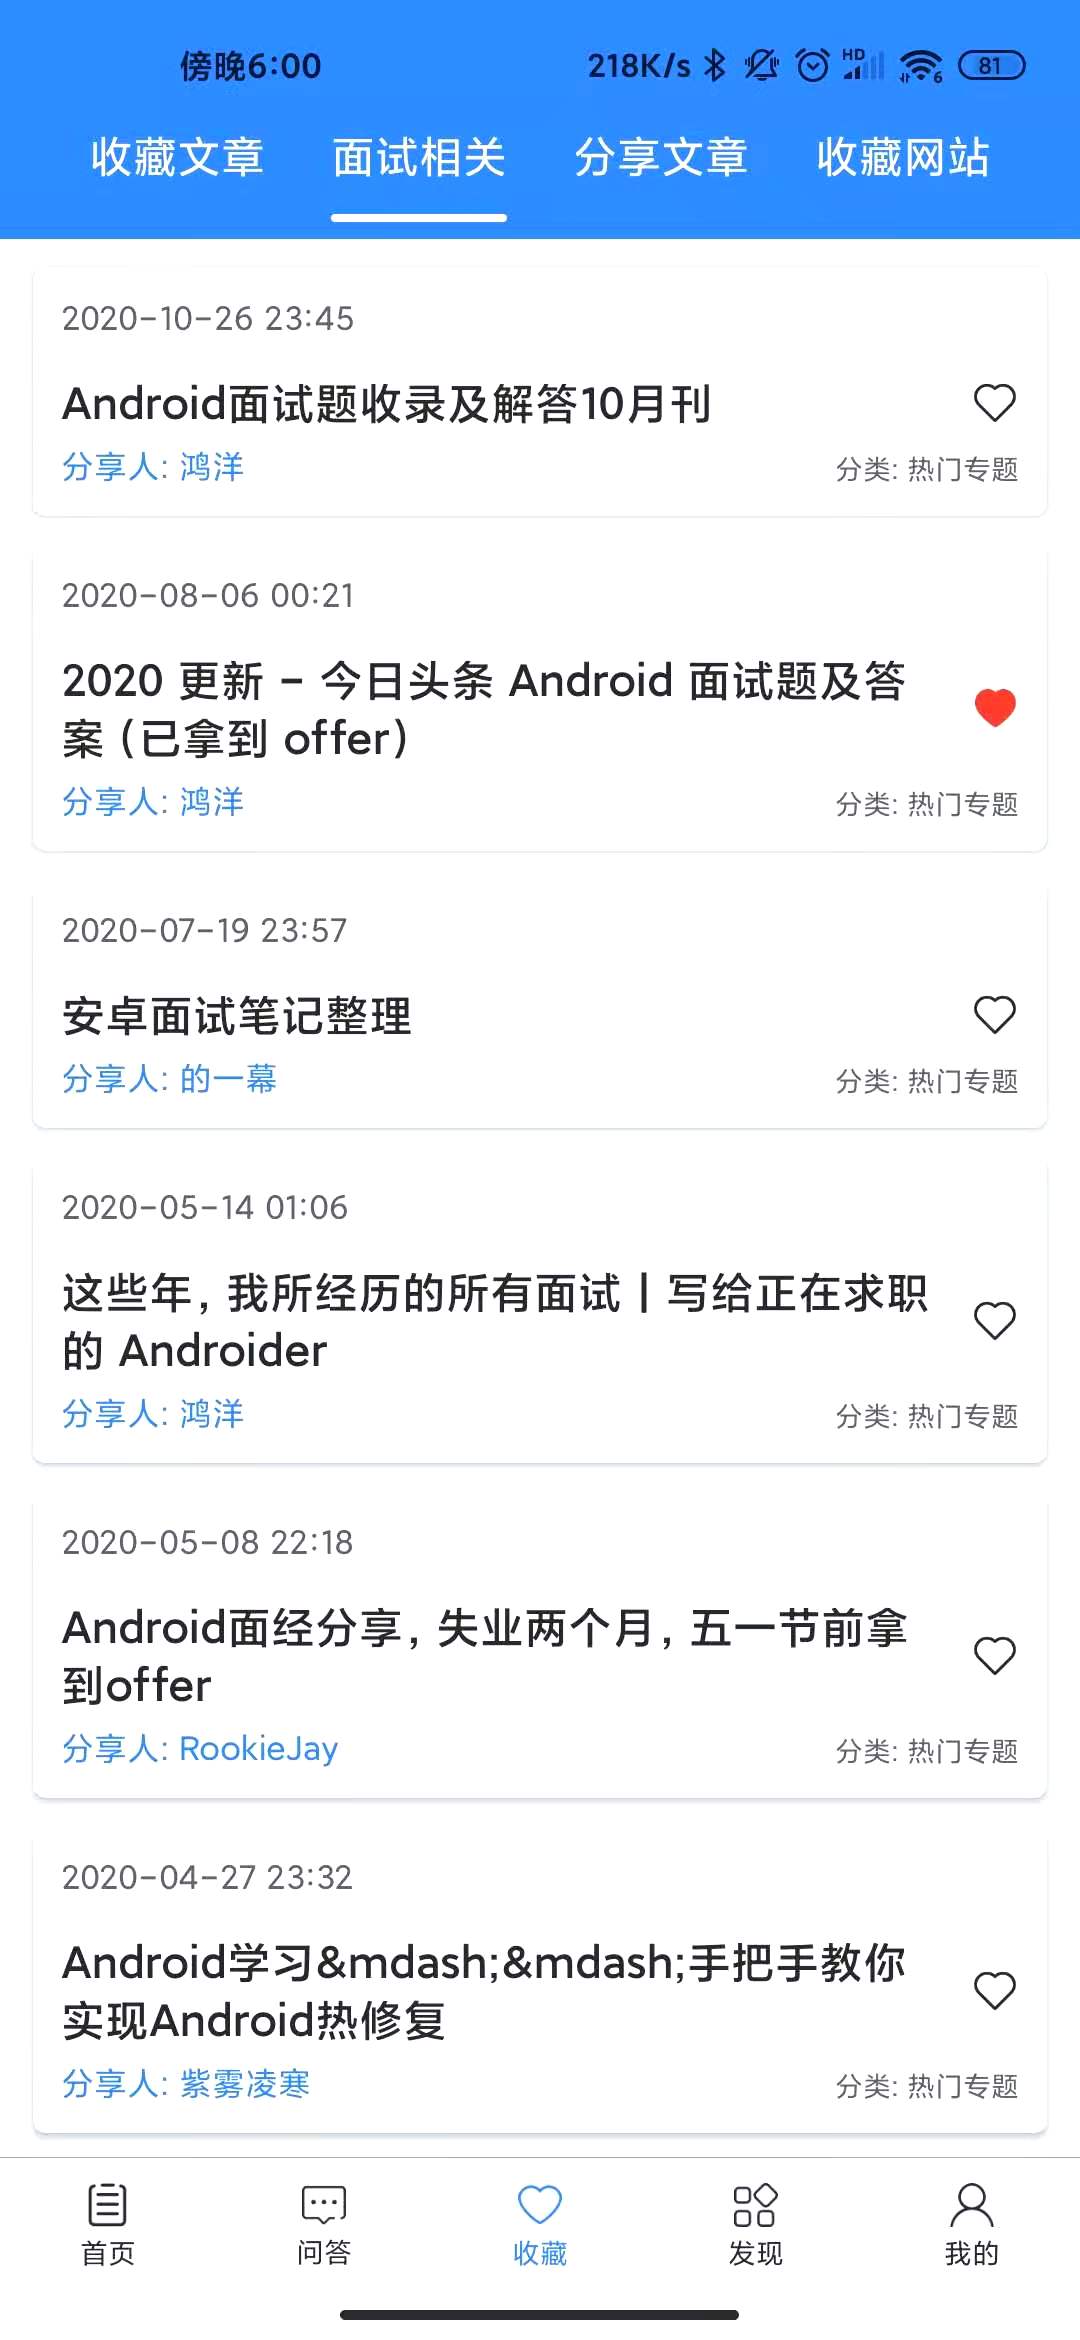 傍晚6:00 218K/s HD 6 81
收藏文章 面试相关 分享文章 收藏网站
2020-10-26 23:45
Android面试题收录及解答10月刊
分享人: 鸿洋 分类: 热门专题
2020-08-06 00:21
2020 更新 - 今日头条 Android 面试题及答
案（已拿到 offer）
分享人: 鸿洋 分类: 热门专题
2020-07-19 23:57
安卓面试笔记整理
分享人: 的一幕 分类: 热门专题
2020-05-14 01:06
这些年，我所经历的所有面试 | 写给正在求职
的 Androider
分享人: 鸿洋 分类: 热门专题
2020-05-08 22:18
Android面经分享，失业两个月，五一节前拿
到offer
分享人: RookieJay 分类: 热门专题
2020-04-27 23:32
Android学习&mdash;&mdash;手把手教你
实现Android热修复
分享人: 紫雾凌寒 分类: 热门专题
首页 问答 收藏 发现 我的